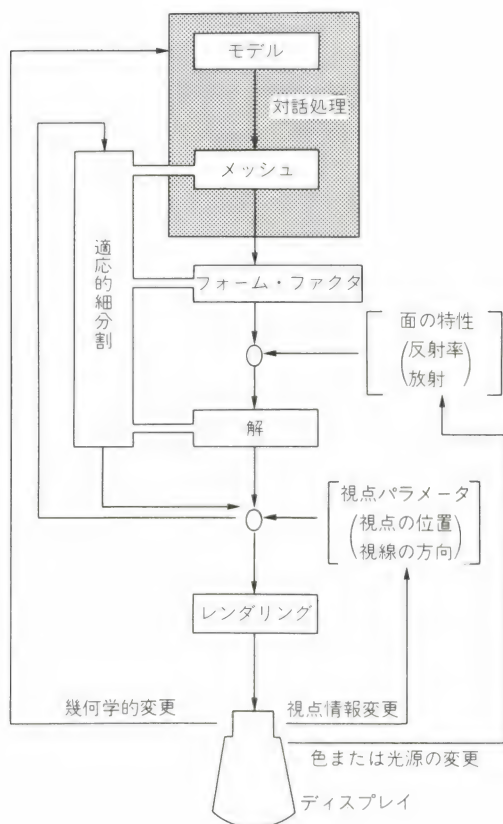 モデル
対話処理
メッシュ
適応的細分割
フォーム・ファクタ
面の特性
(反射率)
(放射)
解
視点パラメータ
(視点の位置)
(視線の方向)
レンダリング
幾何学的変更
視点情報変更
色または光源の変更
ディスプレイ